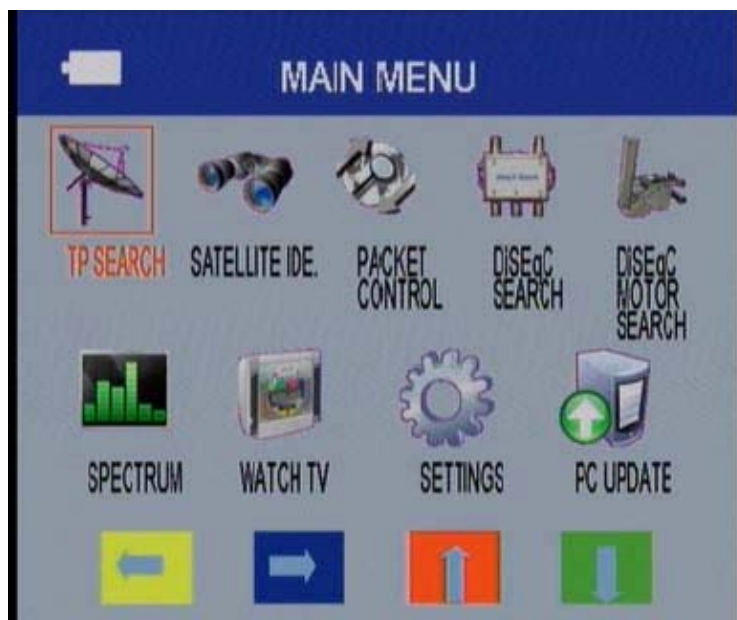 MAIN MENU
TP SEARCH
SATELLITE IDE.
PACKET
CONTROL
DiSEqC
SEARCH
DiSEqC
MOTOR
SEARCH
SPECTRUM
WATCH TV
SETTINGS
PC UPDATE